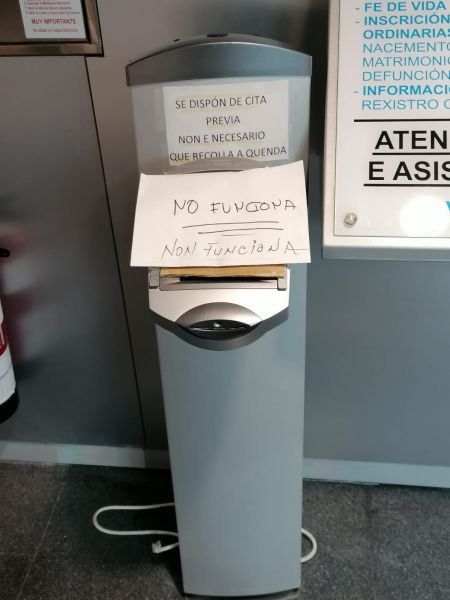 MUY IMPORTANTE
SE DISPÓN DE CITA
PREVIA
NON E NECESARIO
QUE RECOLLA A QUENDA
NO FUNCIONA
NON FUNCIONA
- FE DE VIDA
- INSCRICIÓN
ORDINARIAS
NACEMENTO
MATRIMONI
DEFUNCIÓN
- INFORMACIÓ
REXISTRO C
ATEN
E ASIS